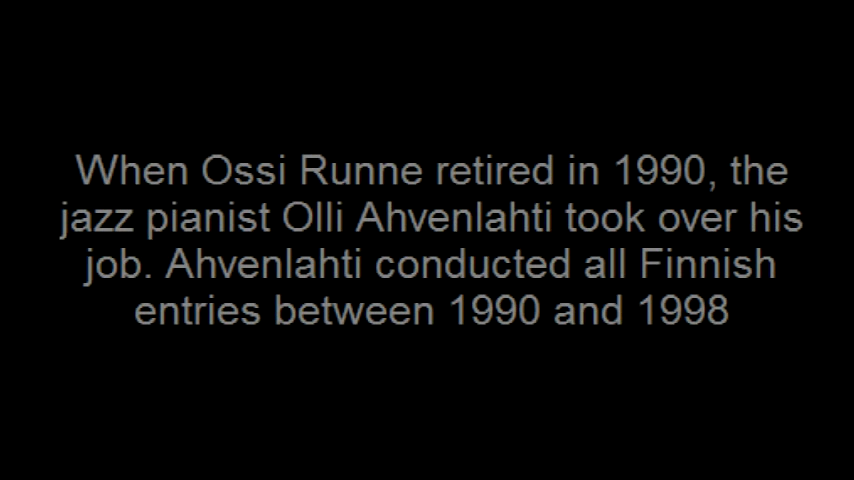 When Ossi Runne retired in 1990, the
jazz pianist Olli Ahvenlahti took over his
job. Ahvenlahti conducted all Finnish
entries between 1990 and 1998